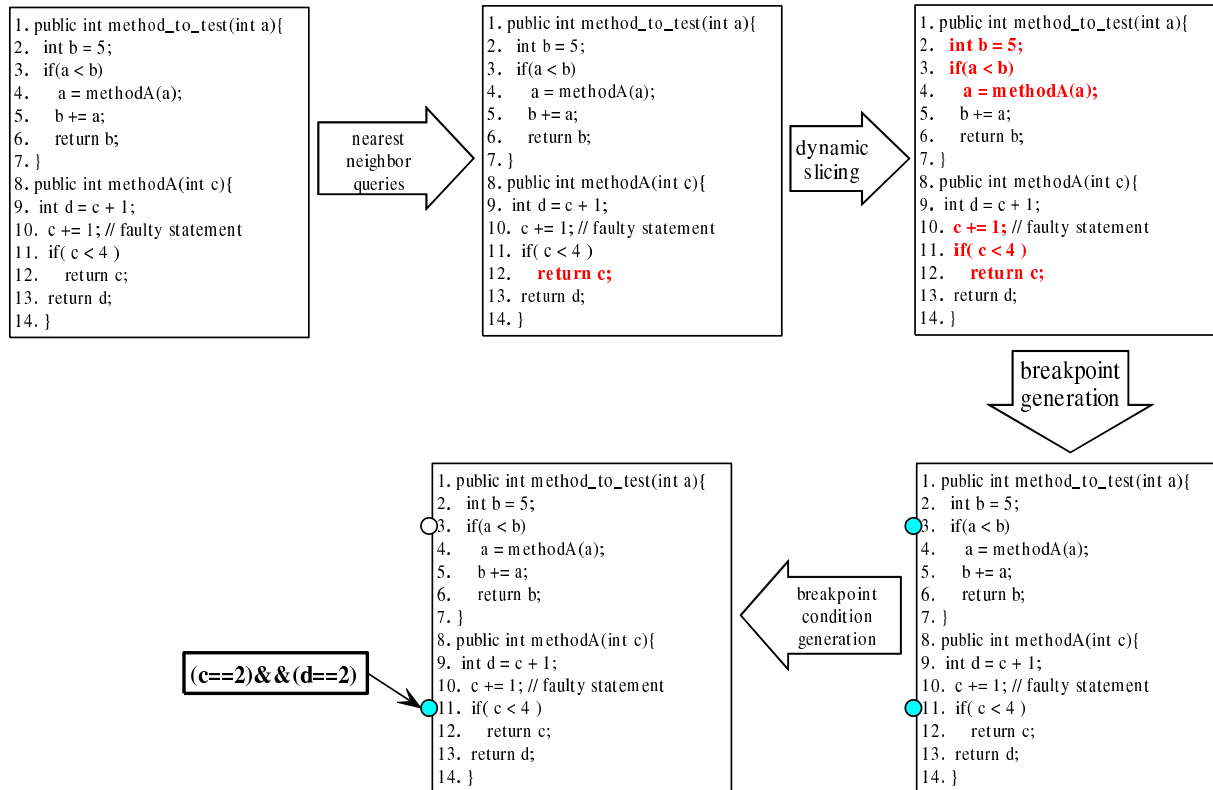 1. public int method_to_test(int a){
2. int b = 5;
3. if(a < b)
4. a = methodA(a);
5. b += a;
6. return b;
7. }
8. public int methodA(int c){
9. int d = c + 1;
10. c += 1; // faulty statement
11. if( c < 4 )
12. return c;
13. return d;
14. }
nearest
neighbor
queries
1. public int method_to_test(int a){
2. int b = 5;
3. if(a < b)
4. a = methodA(a);
5. b += a;
6. return b;
7. }
8. public int methodA(int c){
9. int d = c + 1;
10. c += 1; // faulty statement
11. if( c < 4 )
12. return c;
13. return d;
14. }
dynamic
slicing
1. public int method_to_test(int a){
2. int b = 5;
3. if(a < b)
4. a = methodA(a);
5. b += a;
6. return b;
7. }
8. public int methodA(int c){
9. int d = c + 1;
10. c += 1; // faulty statement
11. if( c < 4 )
12. return c;
13. return d;
14. }
breakpoint
generation
1. public int method_to_test(int a){
2. int b = 5;
3. if(a < b)
4. a = methodA(a);
5. b += a;
6. return b;
7. }
8. public int methodA(int c){
9. int d = c + 1;
10. c += 1; // faulty statement
11. if( c < 4 )
12. return c;
13. return d;
14. }
breakpoint
condition
generation
1. public int method_to_test(int a){
2. int b = 5;
3. if(a < b)
4. a = methodA(a);
5. b += a;
6. return b;
7. }
8. public int methodA(int c){
9. int d = c + 1;
10. c += 1; // faulty statement
11. if( c < 4 )
12. return c;
13. return d;
14. }
(c==2)&&(d==2)